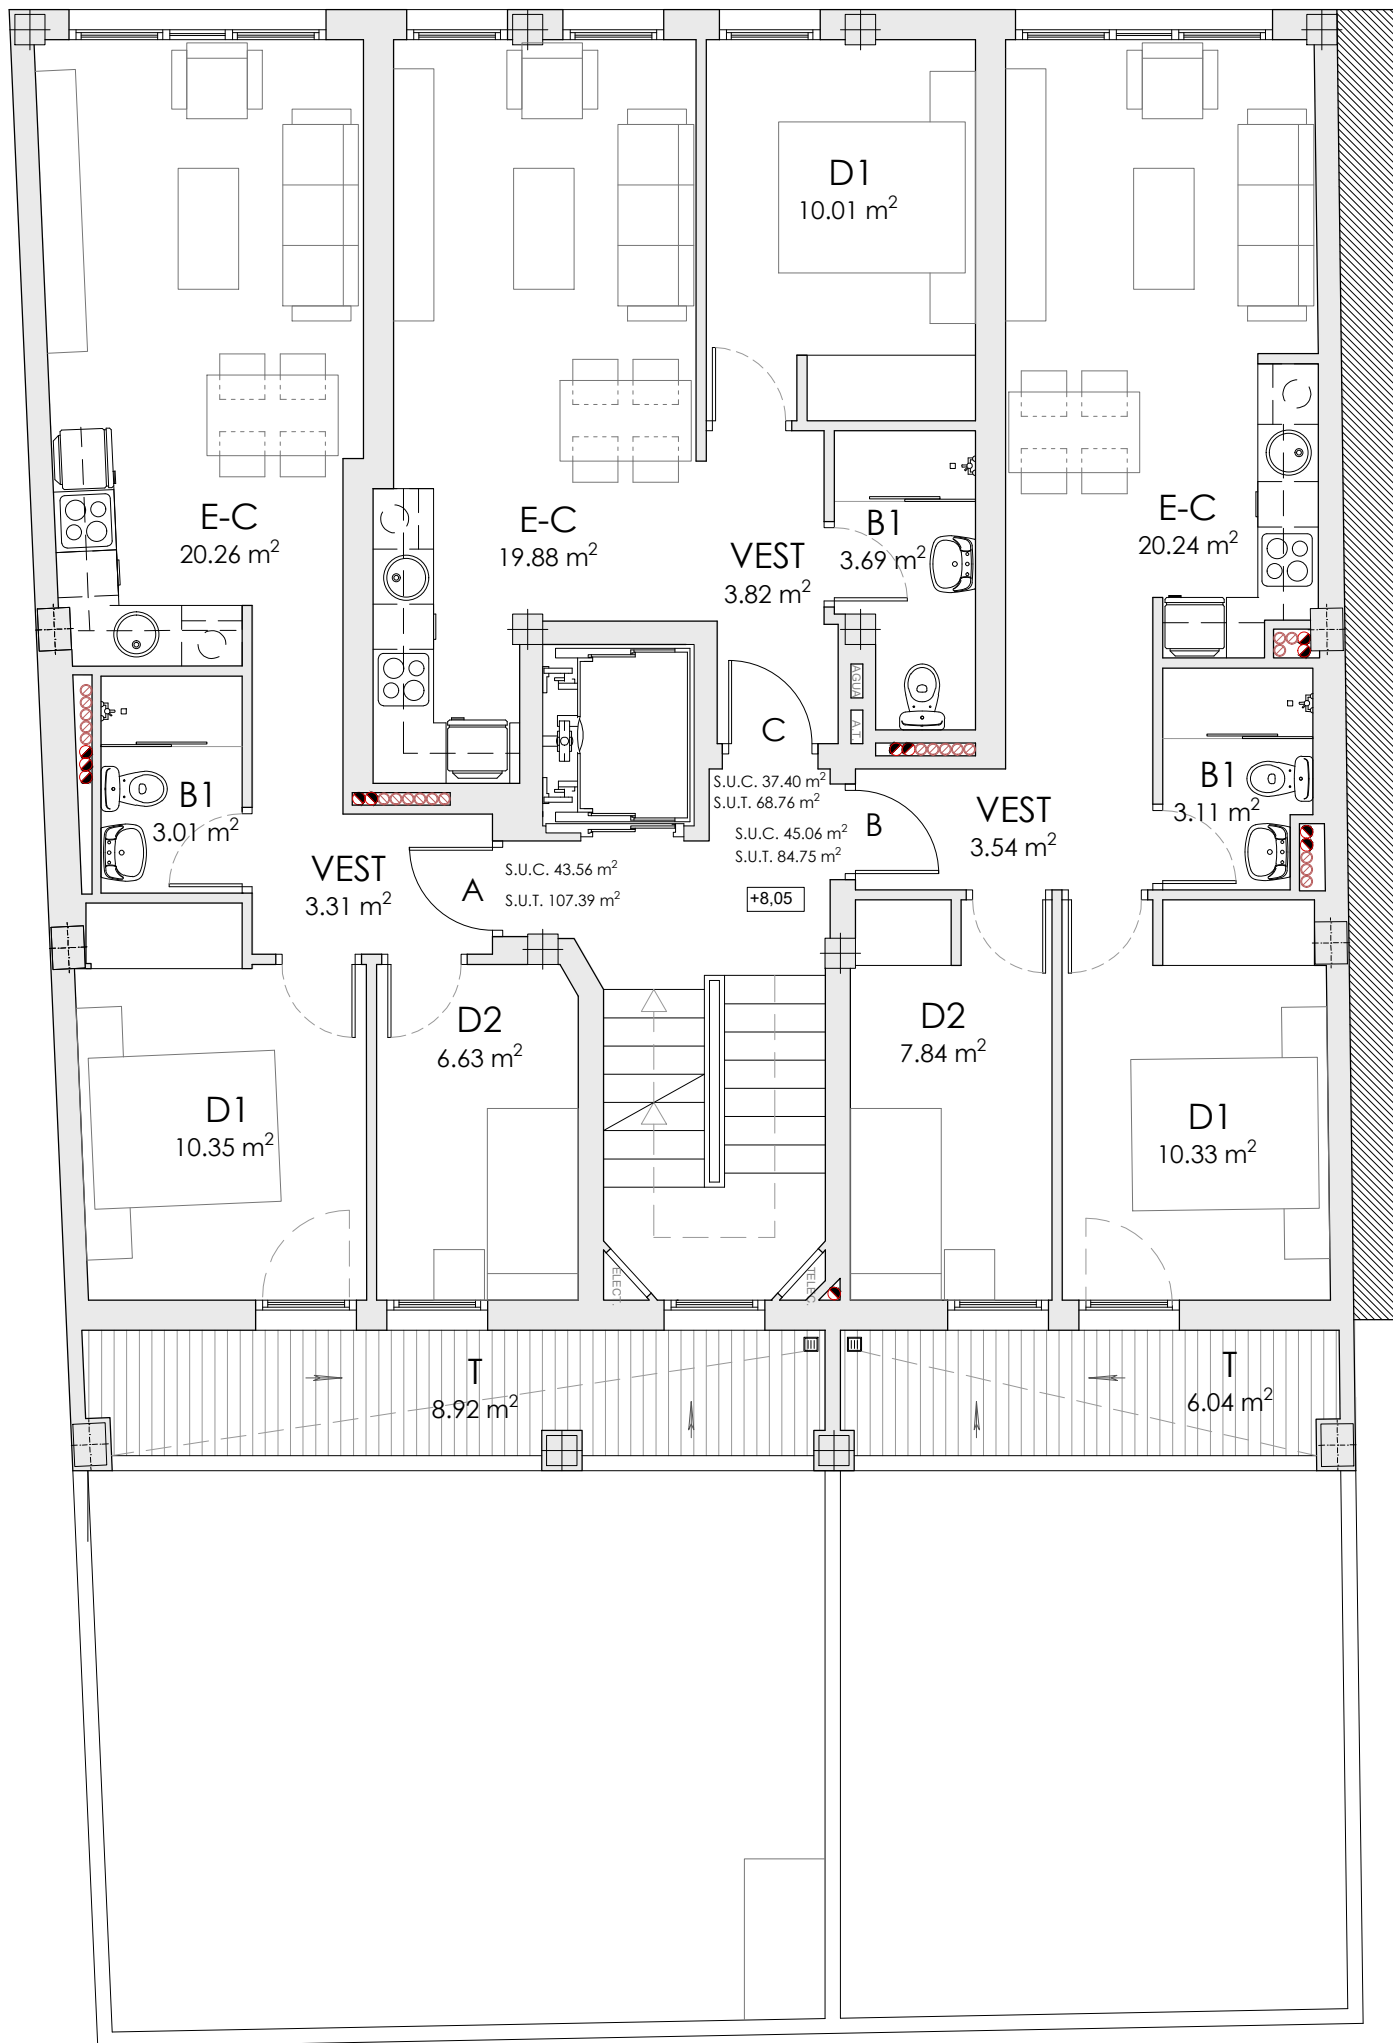 D1
10.01 m²
E-C
20.26 m²
E-C
19.88 m²
VEST
3.82 m²
B1
3.69 m²
E-C
20.24 m²
AGUA
A.T.
C
S.U.C. 37.40 m²
S.U.T. 68.76 m²
B
S.U.C. 45.06 m²
S.U.T. 84.75 m²
B1
3.01 m²
VEST
3.31 m²
A
S.U.C. 43.56 m²
S.U.T. 107.39 m²
+8,05
VEST
3.54 m²
B1
3.11 m²
D2
6.63 m²
D2
7.84 m²
D1
10.35 m²
D1
10.33 m²
ELECT.
TELEC.
T
8.92 m²
T
6.04 m²